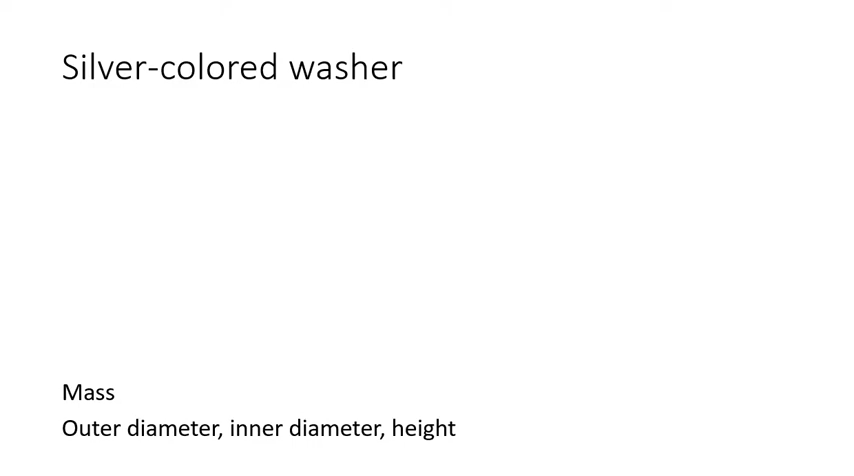 Silver-colored washer
Mass
Outer diameter, inner diameter, height